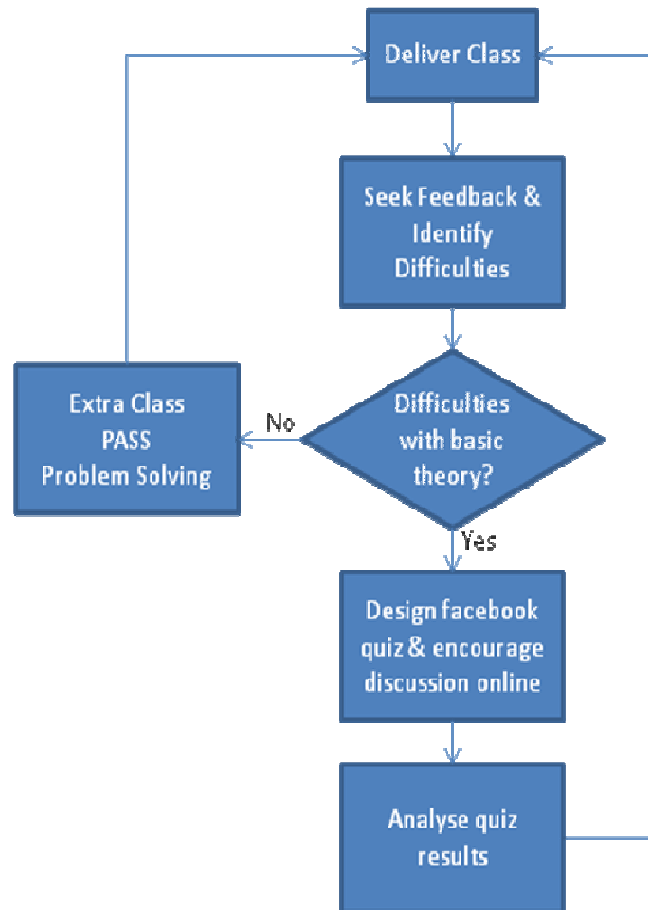 Deliver Class
Seek Feedback &
Identify
Difficulties
Difficulties
with basic
theory?
No
Extra Class
PASS
Problem Solving
Yes
Design facebook
quiz & encourage
discussion online
Analyse quiz
results